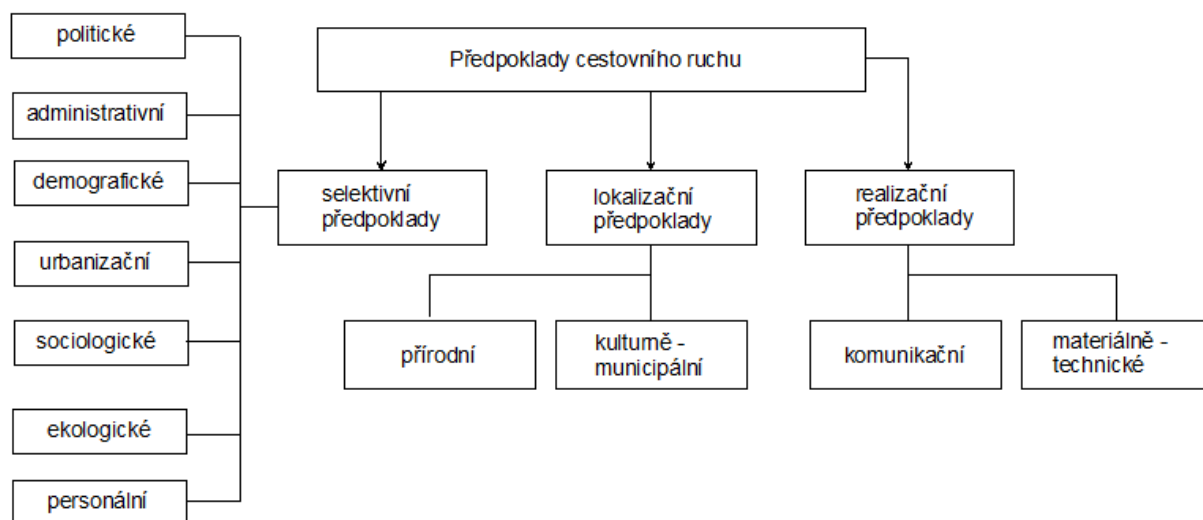 politické
Předpoklady cestovního ruchu
administrativní
demografické
selektivní
předpoklady
lokalizační
předpoklady
realizační
předpoklady
urbanizační
sociologické
přírodní
kulturně -
municipální
komunikační
materiálně -
technické
ekologické
personální